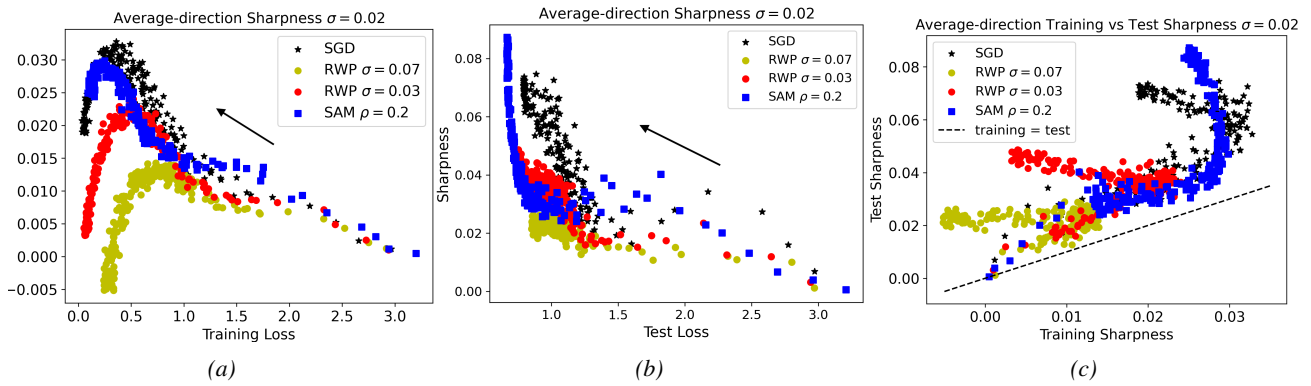 Average-direction Sharpness σ = 0.02
0.030
0.025
0.020
0.015
0.010
0.005
0.000
−0.005
SGD
RWP σ = 0.07
RWP σ = 0.03
SAM ρ = 0.2
0.0 0.5 1.0 1.5 2.0 2.5 3.0
Training Loss
(a)
Average-direction Sharpness σ = 0.02
Sharpness
0.08
0.06
0.04
0.02
0.00
SGD
RWP σ = 0.07
RWP σ = 0.03
SAM ρ = 0.2
1.0 1.5 2.0 2.5 3.0
Test Loss
(b)
Average-direction Training vs Test Sharpness σ = 0.02
Test Sharpness
0.08
0.06
0.04
0.02
0.00
SGD
RWP σ = 0.07
RWP σ = 0.03
SAM ρ = 0.2
training = test
0.00 0.01 0.02 0.03
Training Sharpness
(c)